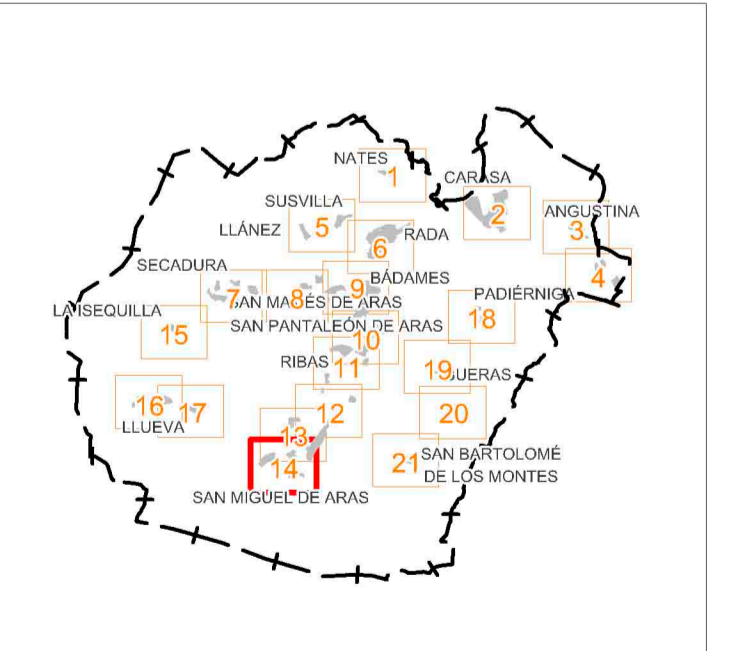 NATES
1
CARASA
SUSVILLA
2
ANGUSTINA
LLÁNEZ
5
RADA
3
6
SECADURA
BÁDAMES
4
7
8
9
PADIÉRNIGA
SAN MAMÉS DE ARAS
LA ISEQUILLA
15
SAN PANTALEÓN DE ARAS
18
10
RIBAS
11
19
BUERAS
16
17
12
20
LLUEVA
13
14
21
SAN BARTOLOMÉ
DE LOS MONTES
SAN MIGUEL DE ARAS